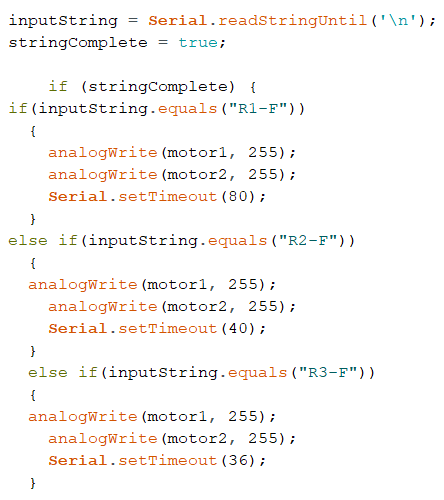 inputString = Serial.readStringUntil('\n');
stringComplete = true;
if (stringComplete) {
if(inputString.equals("R1-F"))
{
analogWrite(motor1, 255);
analogWrite(motor2, 255);
Serial.setTimeout(80);
}
else if(inputString.equals("R2-F"))
{
analogWrite(motor1, 255);
analogWrite(motor2, 255);
Serial.setTimeout(40);
}
else if(inputString.equals("R3-F"))
{
analogWrite(motor1, 255);
analogWrite(motor2, 255);
Serial.setTimeout(36);
}